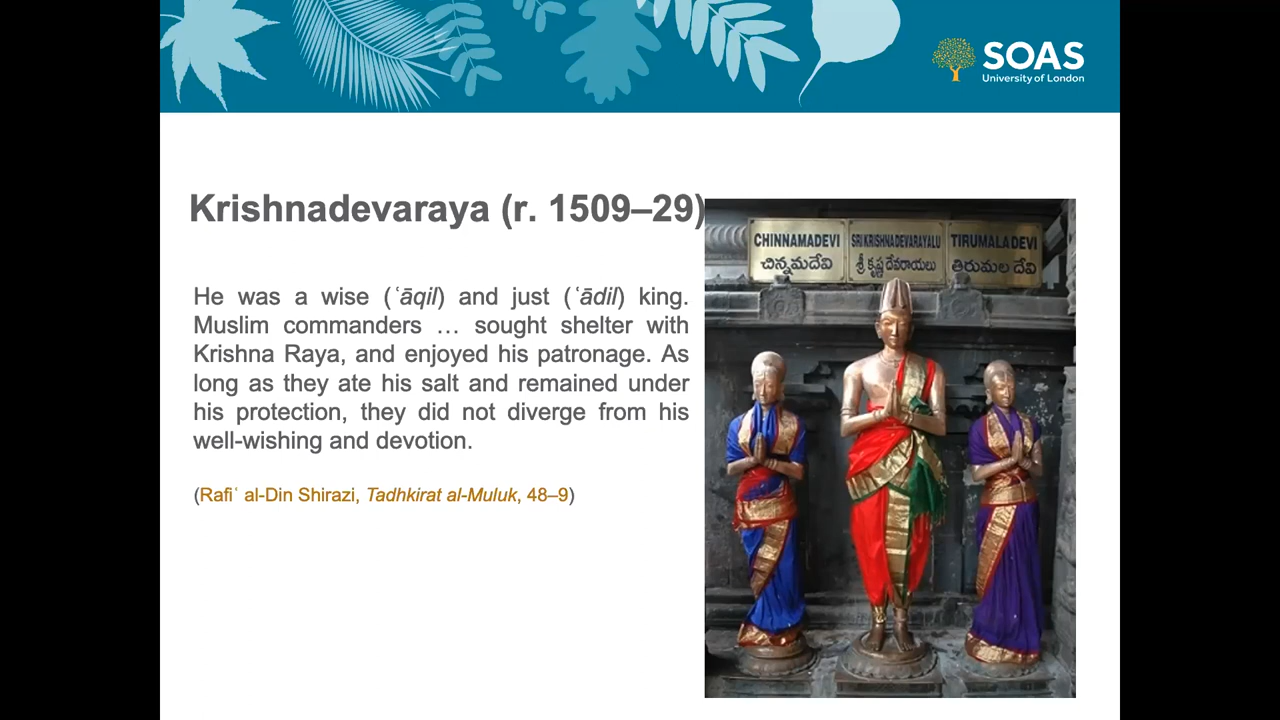 SOAS
University of London
Krishnadevaraya (r. 1509–29)
He was a wise (ʿāqil) and just (ʿādil) king.
Muslim commanders … sought shelter with
Krishna Raya, and enjoyed his patronage. As
long as they ate his salt and remained under
his protection, they did not diverge from his
well-wishing and devotion.
(Rafiʿ al-Din Shirazi, Tadhkirat al-Muluk, 48–9)
CHINNAMADEVI
చిన్నమదేవి
SRI KRISHNADEVARAYALU
శ్రీ కృష్ణదేవరాయలు
TIRUMALA DEVI
తిరుమల దేవి